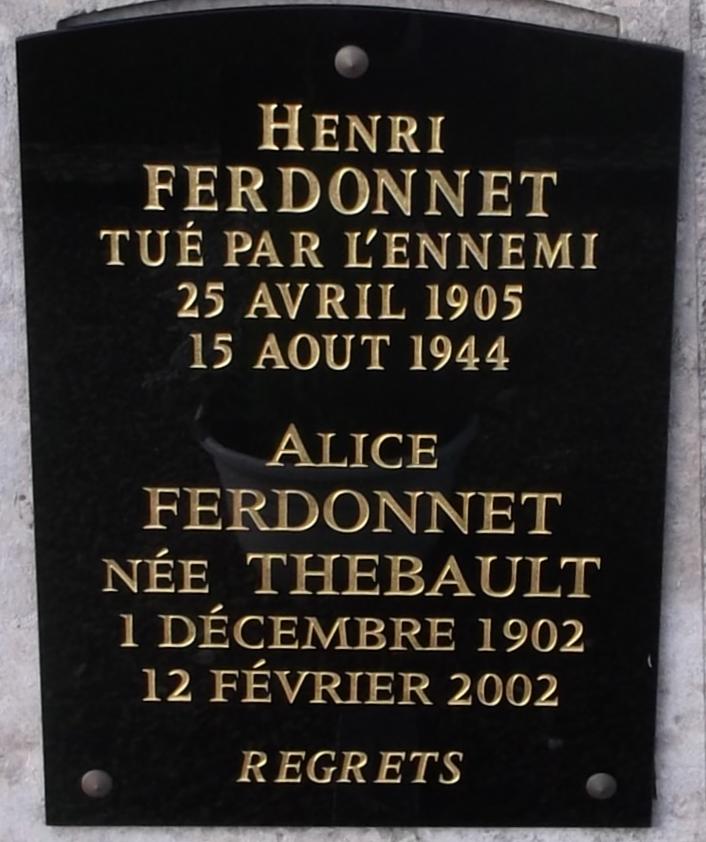 HENRI
FERDONNET
TUÉ PAR L'ENNEMI
25 AVRIL 1905
15 AOUT 1944
ALICE
FERDONNET
NÉE THEBAULT
1 DÉCEMBRE 1902
12 FÉVRIER 2002
REGRETS